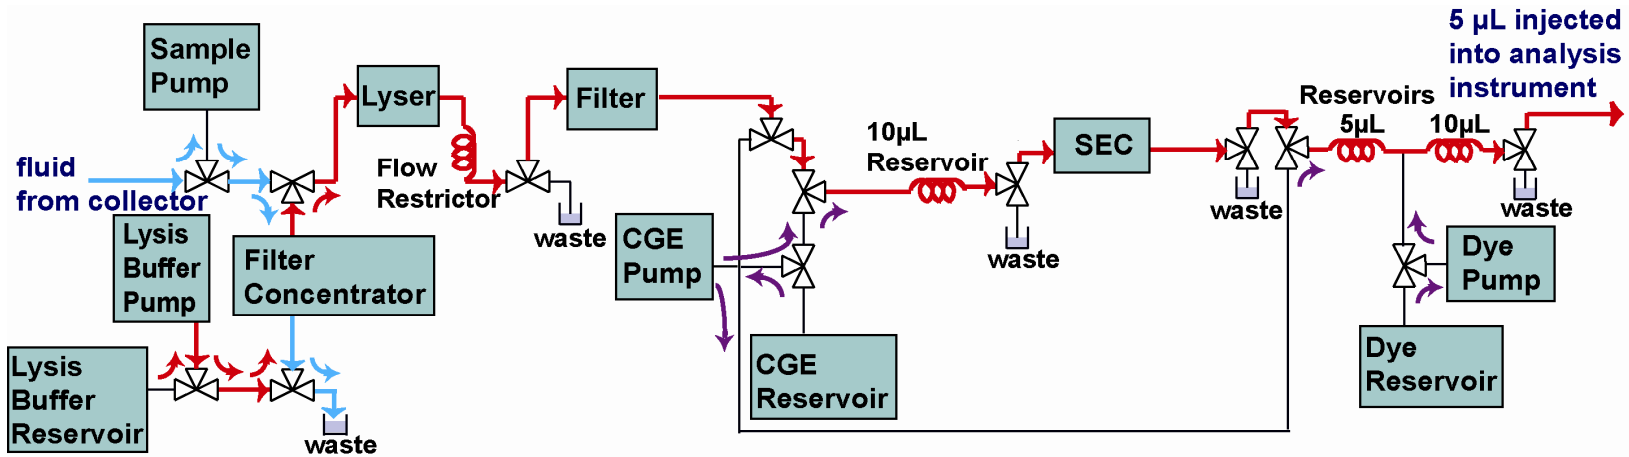 Sample
Pump
fluid
from collector
Lysis
Buffer
Pump
Lysis
Buffer
Reservoir
Filter
Concentrator
waste
Lyser
Flow
Restrictor
waste
Filter
CGE
Pump
CGE
Reservoir
10µL
Reservoir
waste
SEC
waste
Reservoirs
5µL 10µL
5 µL injected
into analysis
instrument
waste
Dye
Pump
Dye
Reservoir